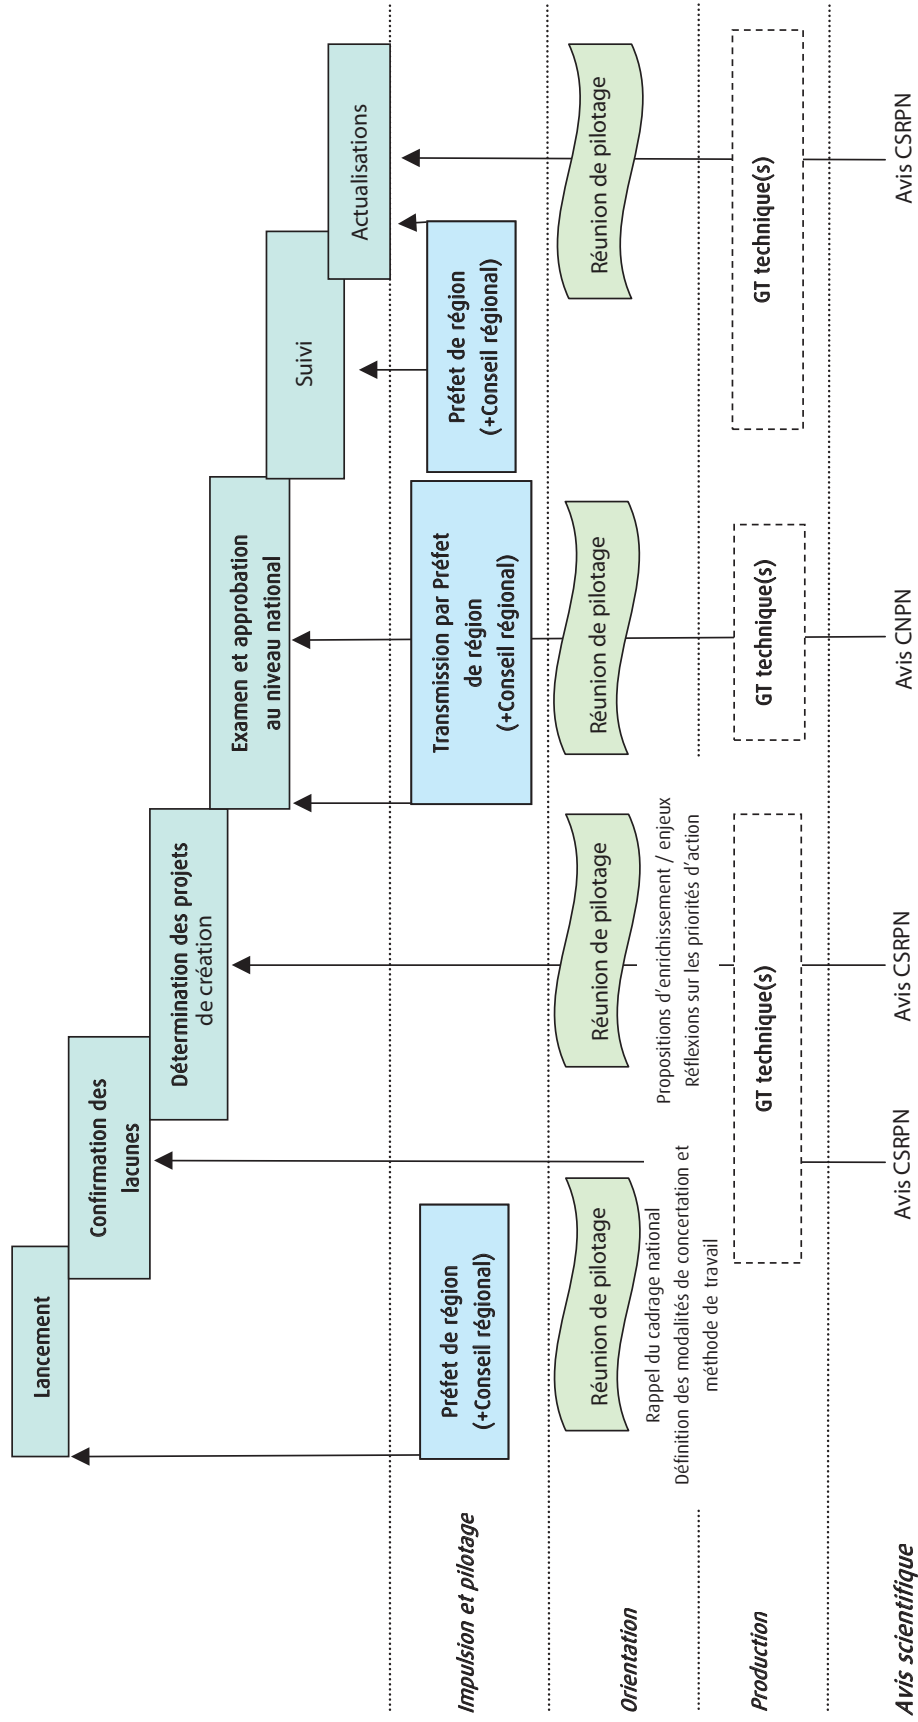 Lancement
Confirmation des
lacunes
Détermination des projets
de création
Examen et approbation
au niveau national
Suivi
Actualisations
Impulsion et pilotage
Préfet de région
(+Conseil régional)
Transmission par Préfet
de région
(+Conseil régional)
Préfet de région
(+Conseil régional)
Orientation
Réunion de pilotage
Rappel du cadrage national
Définition des modalités de concertation et
méthode de travail
Réunion de pilotage
Propositions d'enrichissement / enjeux
Réflexions sur les priorités d'action
Réunion de pilotage
Réunion de pilotage
Production
GT technique(s)
GT technique(s)
GT technique(s)
Avis scientifique
Avis CSRPN
Avis CSRPN
Avis CNPN
Avis CSRPN